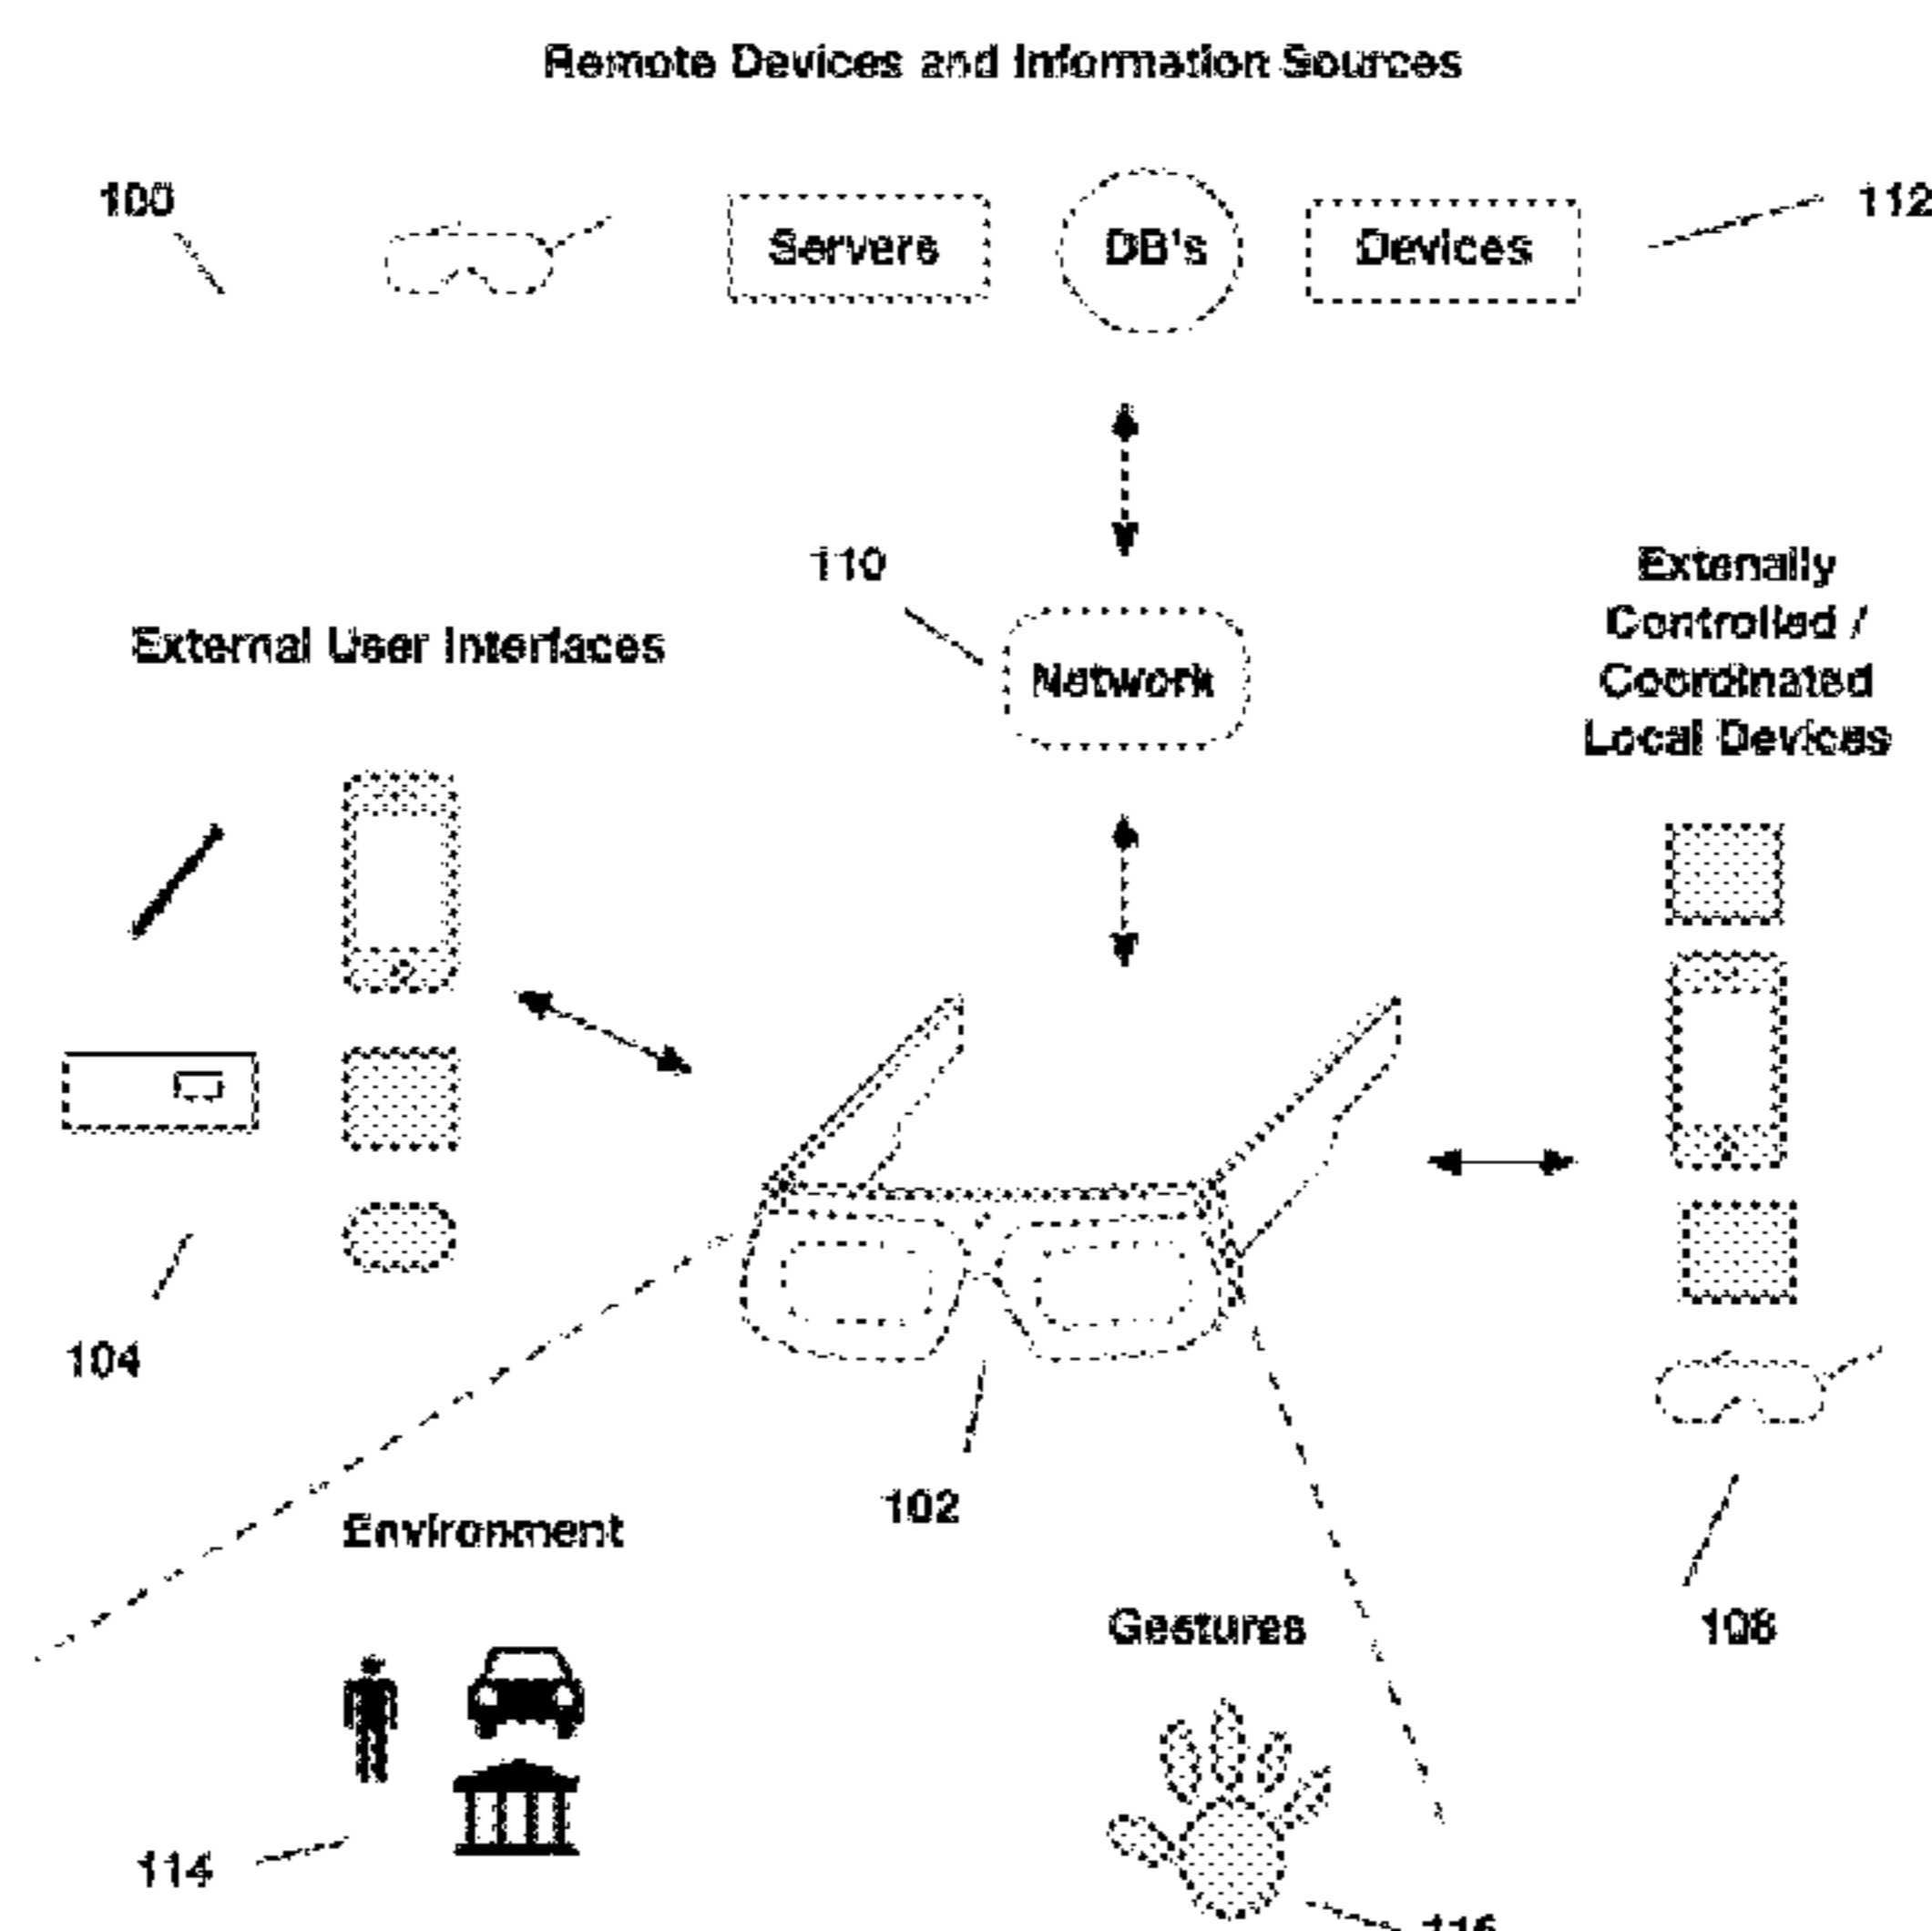 Remote Devices and Information Sources
100
Servers
DB's
Devices
112
110
Network
External User Interfaces
Extenally
Controlled /
Coordinated
Local Devices
104
102
108
Environment
Gestures
114